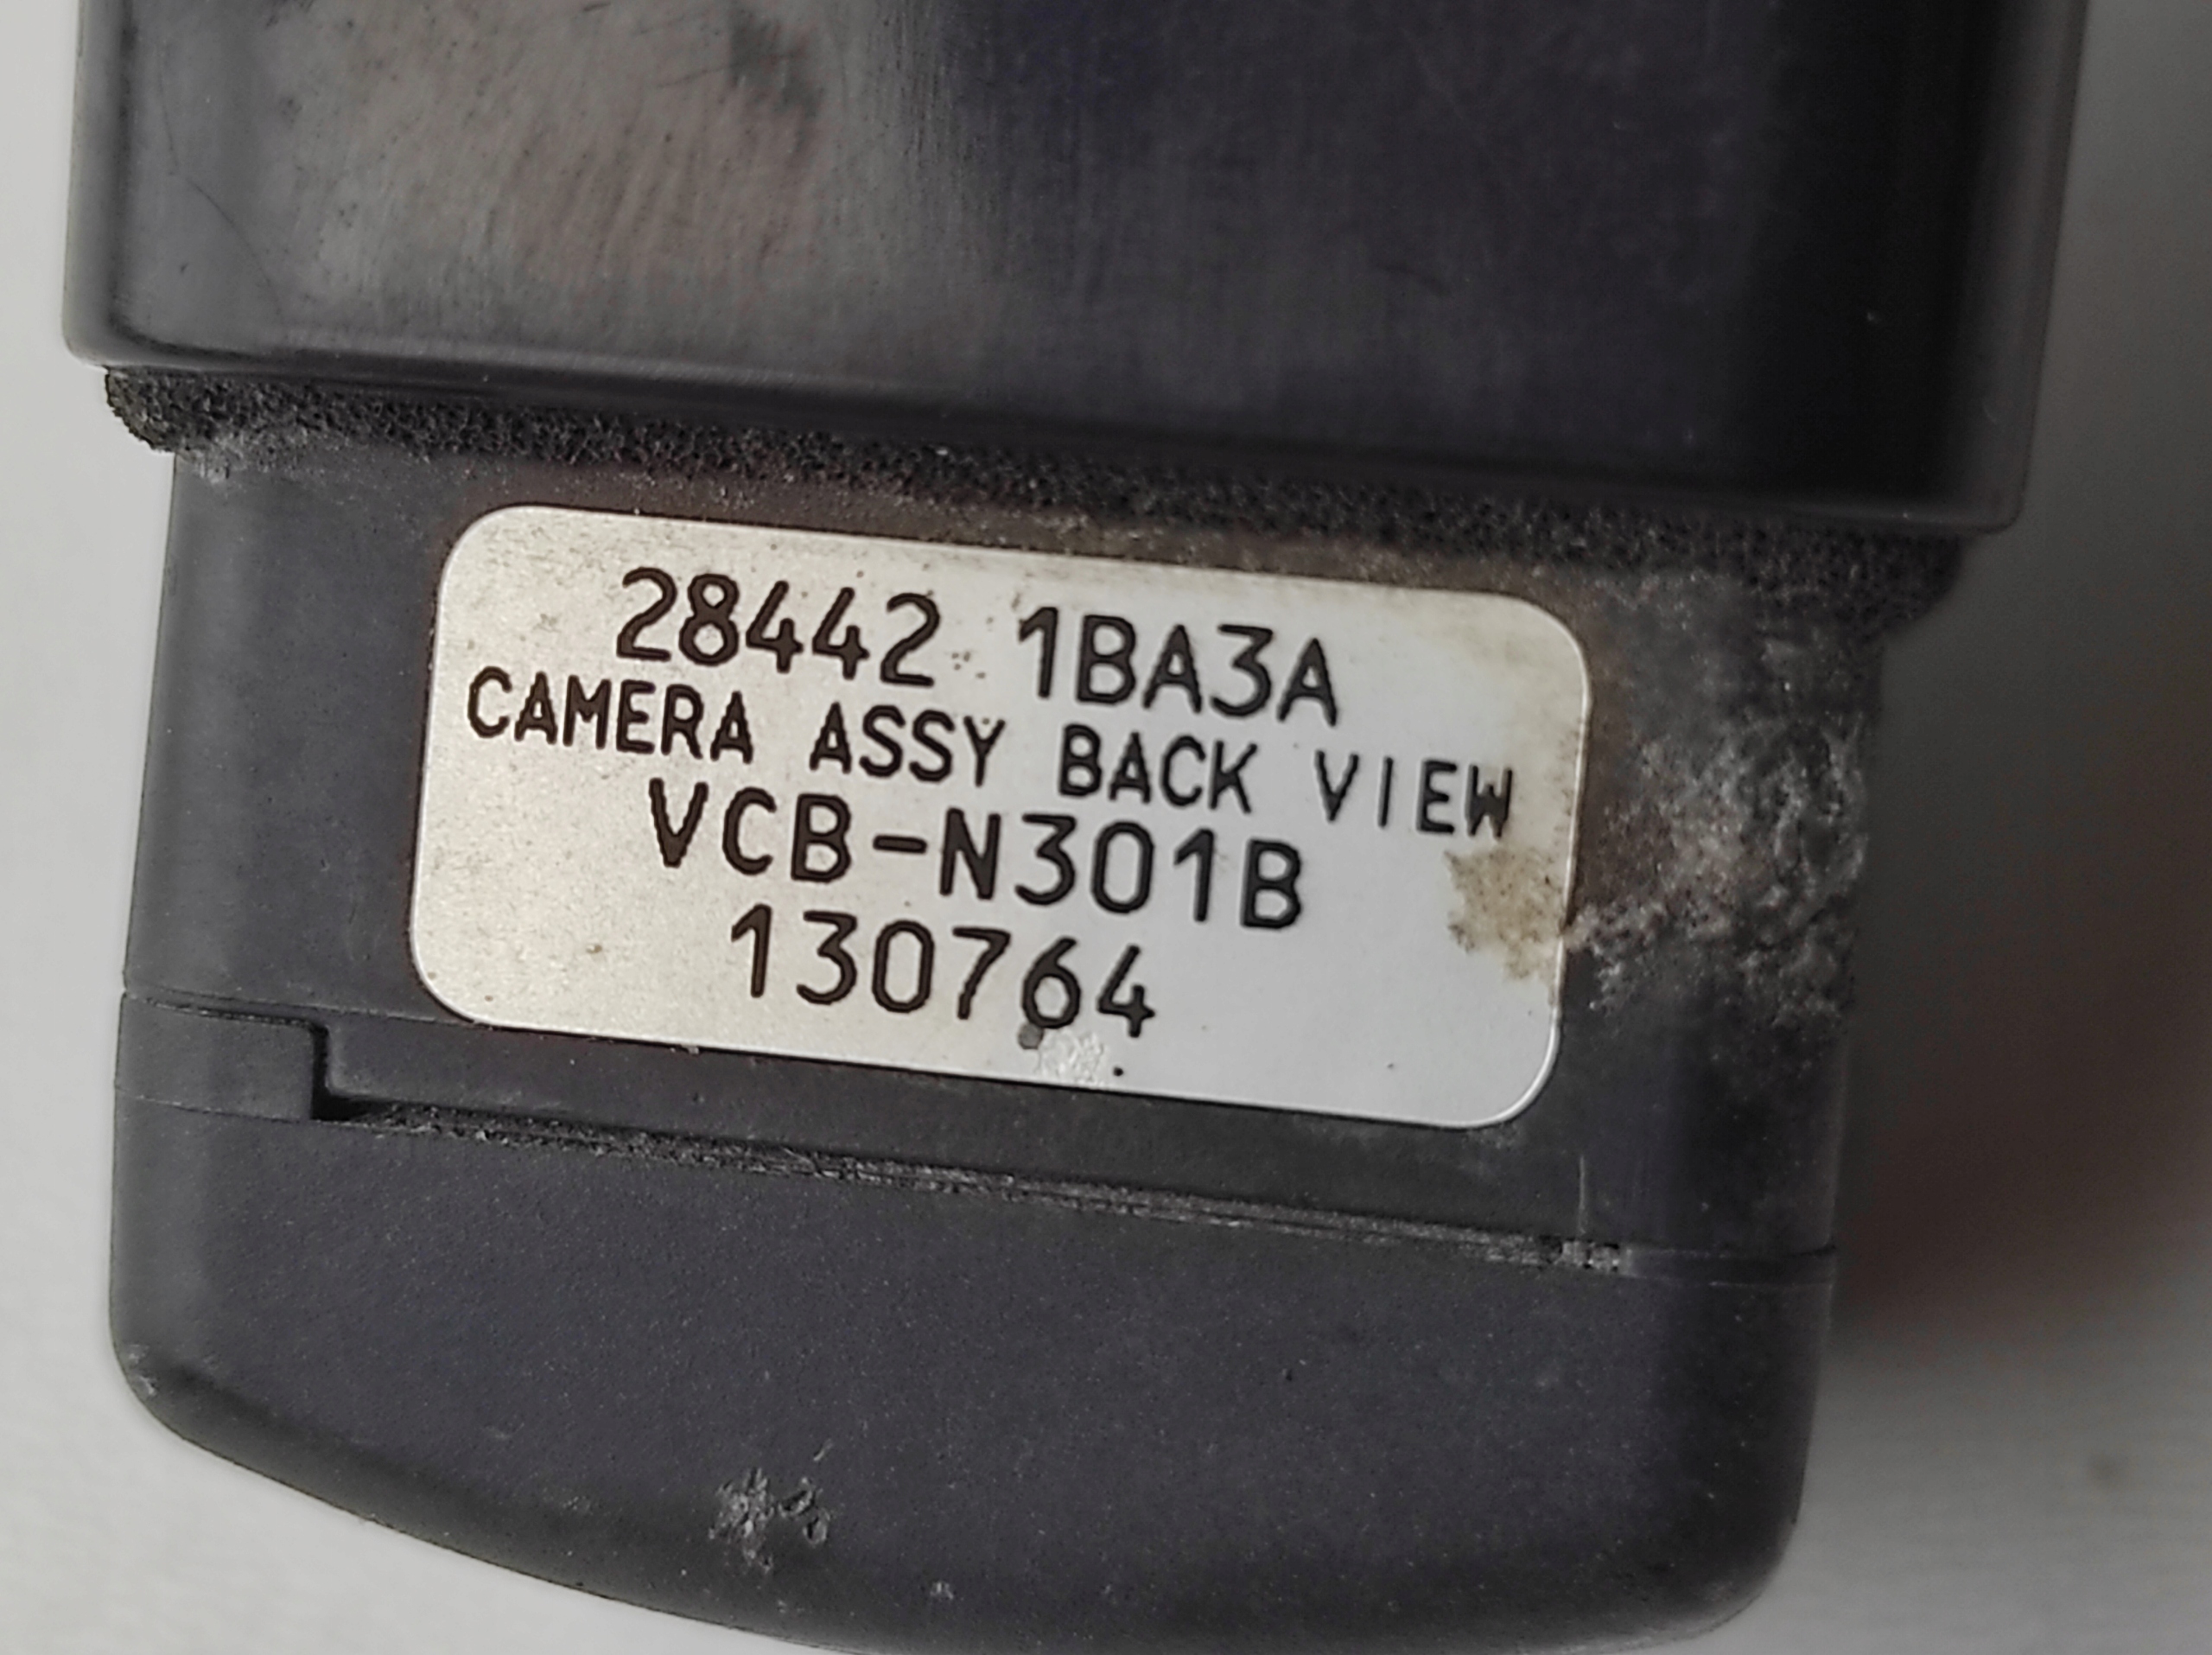 28442 1BA3A
CAMERA ASSY BACK VIEW
VCB-N301B
130764